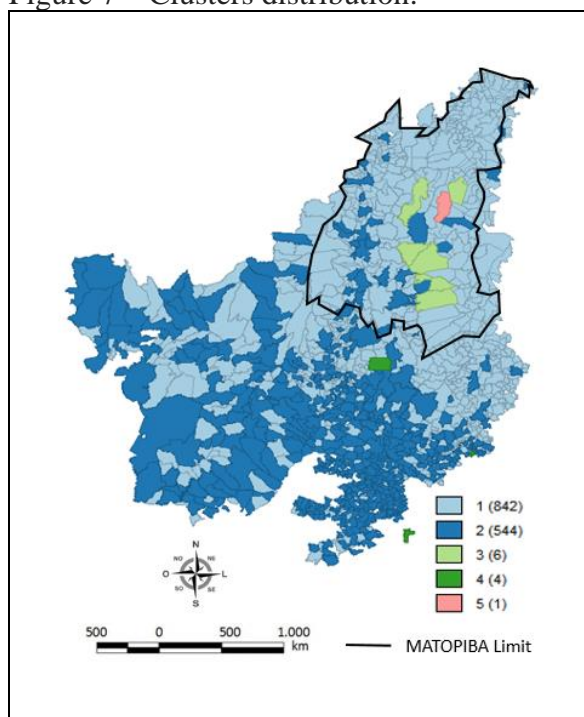 Figure 7 – Clusters distribution.
1 (842)
2 (544)
3 (6)
4 (4)
5 (1)
N
NO NE
O L
SO SE
S
500 0 500 1.000
km
MATOPIBA Limit